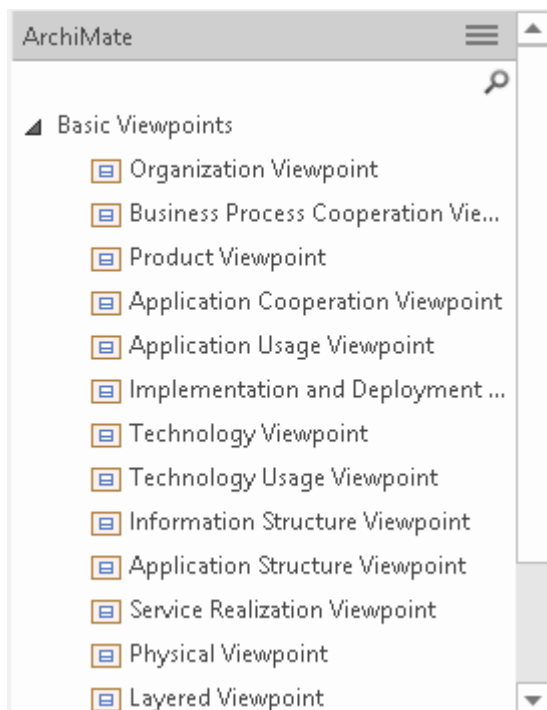 ArchiMate
Basic Viewpoints
Organization Viewpoint
Business Process Cooperation Vie...
Product Viewpoint
Application Cooperation Viewpoint
Application Usage Viewpoint
Implementation and Deployment ...
Technology Viewpoint
Technology Usage Viewpoint
Information Structure Viewpoint
Application Structure Viewpoint
Service Realization Viewpoint
Physical Viewpoint
Layered Viewpoint